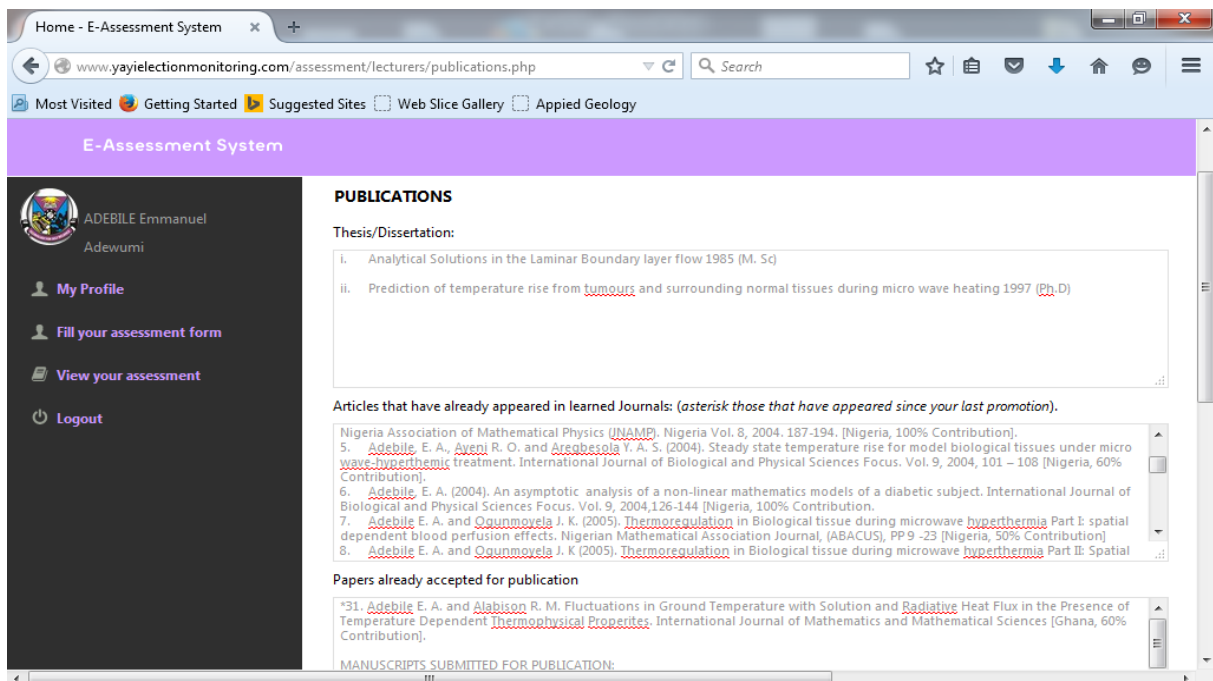 Home - E-Assessment System
www.yayielectionmonitoring.com/assessment/lecturers/publications.php
Search
Most Visited Getting Started Suggested Sites Web Slice Gallery Appied Geology
E-Assessment System
ADEBILE Emmanuel
Adewumi
My Profile
Fill your assessment form
View your assessment
Logout
PUBLICATIONS
Thesis/Dissertation:
i. Analytical Solutions in the Laminar Boundary layer flow 1985 (M. Sc)
ii. Prediction of temperature rise from tumours and surrounding normal tissues during micro wave heating 1997 (Ph.D)
Articles that have already appeared in learned Journals: (asterisk those that have appeared since your last promotion).
Nigeria Association of Mathematical Physics (JNAMP). Nigeria Vol. 8, 2004. 187-194. [Nigeria, 100% Contribution].
5. Adebile, E. A., Ayeni R. O. and Aregbesola Y. A. S. (2004). Steady state temperature rise for model biological tissues under micro
wave-hyperthemic treatment. International Journal of Biological and Physical Sciences Focus. Vol. 9, 2004, 101 – 108 [Nigeria, 60%
Contribution].
6. Adebile, E. A. (2004). An asymptotic analysis of a non-linear mathematics models of a diabetic subject. International Journal of
Biological and Physical Sciences Focus. Vol. 9, 2004,126-144 [Nigeria, 100% Contribution.
7. Adebile E. A. and Ogunmoyela J. K. (2005). Thermoregulation in Biological tissue during microwave hyperthermia Part I: spatial
dependent blood perfusion effects. Nigerian Mathematical Association Journal, (ABACUS), PP 9 -23 [Nigeria, 50% Contribution]
8. Adebile E. A. and Ogunmoyela J. K (2005). Thermoregulation in Biological tissue during microwave hyperthermia Part II: Spatial
Papers already accepted for publication
*31. Adebile E. A. and Alabison R. M. Fluctuations in Ground Temperature with Solution and Radiative Heat Flux in the Presence of
Temperature Dependent Thermophysical Properites. International Journal of Mathematics and Mathematical Sciences [Ghana, 60%
Contribution].
MANUSCRIPTS SUBMITTED FOR PUBLICATION: